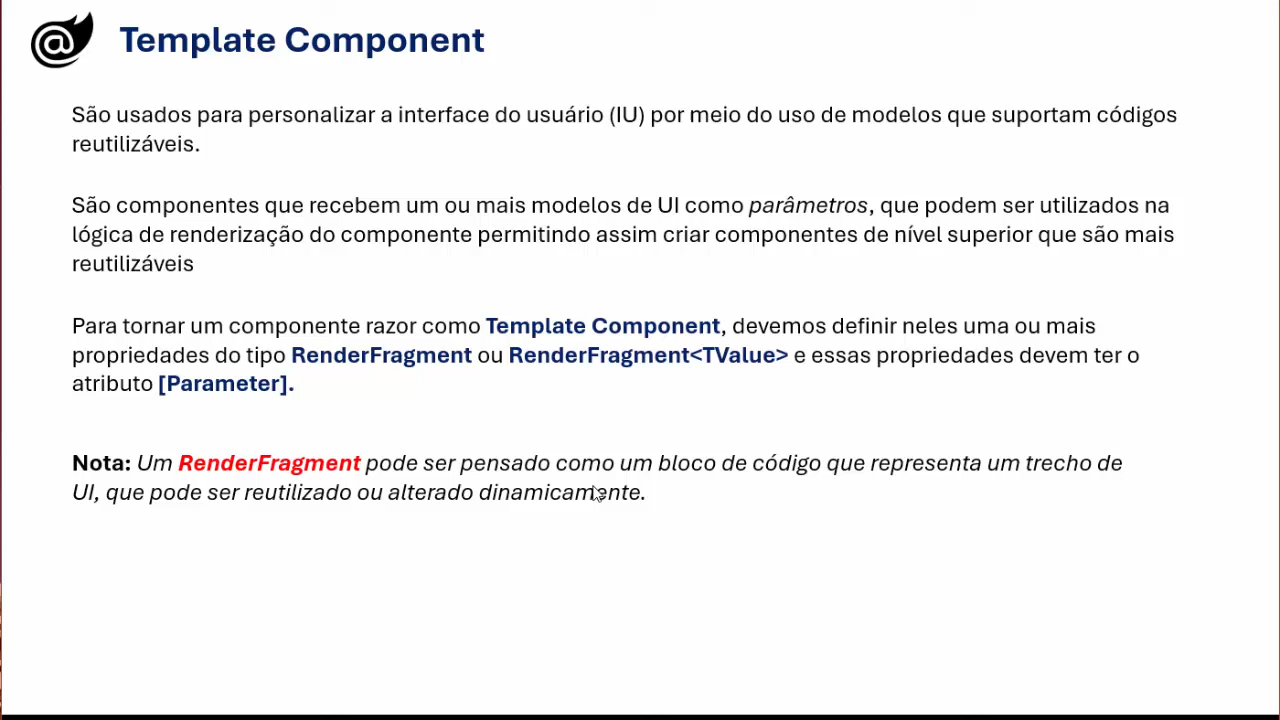 @
Template Component
São usados para personalizar a interface do usuário (IU) por meio do uso de modelos que suportam códigos
reutilizáveis.
São componentes que recebem um ou mais modelos de UI como parâmetros, que podem ser utilizados na
lógica de renderização do componente permitindo assim criar componentes de nível superior que são mais
reutilizáveis
Para tornar um componente razor como Template Component, devemos definir neles uma ou mais
propriedades do tipo RenderFragment ou RenderFragment<TValue> e essas propriedades devem ter o
atributo [Parameter].
Nota: Um RenderFragment pode ser pensado como um bloco de código que representa um trecho de
UI, que pode ser reutilizado ou alterado dinamicamente.